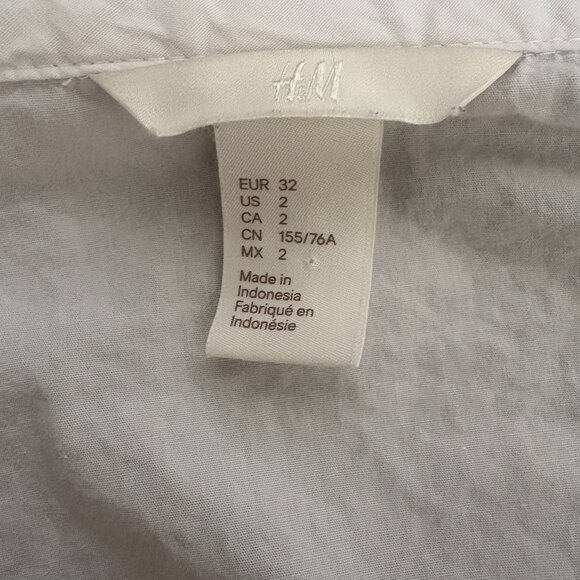 H&M
EUR 32
US 2
CA 2
CN 155/76A
MX 2
Made in
Indonesia
Fabriqué en
Indonésie